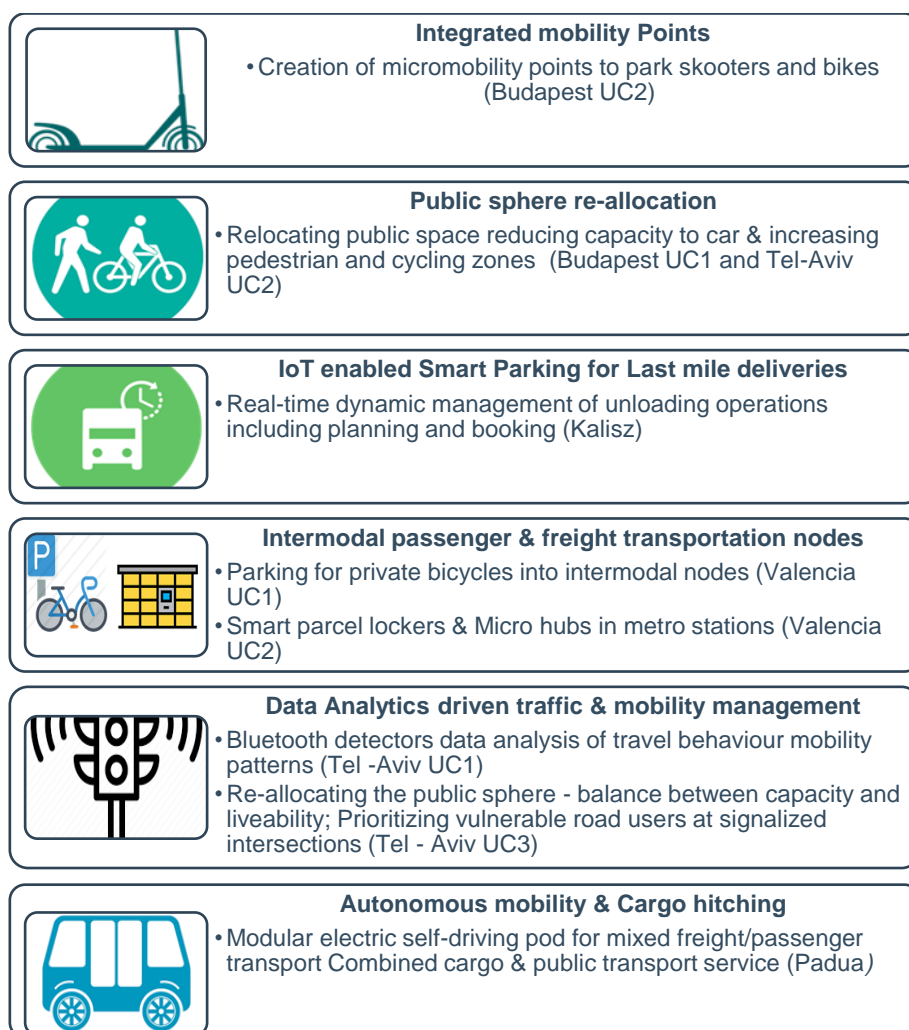 Integrated mobility Points
•Creation of micromobility points to park skooters and bikes
(Budapest UC2)
Public sphere re-allocation
•Relocating public space reducing capacity to car & increasing
pedestrian and cycling zones (Budapest UC1 and Tel-Aviv
UC2)
IoT enabled Smart Parking for Last mile deliveries
•Real-time dynamic management of unloading operations
including planning and booking (Kalisz)
Intermodal passenger & freight transportation nodes
P
•Parking for private bicycles into intermodal nodes (Valencia
UC1)
•Smart parcel lockers & Micro hubs in metro stations (Valencia
UC2)
Data Analytics driven traffic & mobility management
•Bluetooth detectors data analysis of travel behaviour mobility
patterns (Tel -Aviv UC1)
•Re-allocating the public sphere - balance between capacity and
liveability; Prioritizing vulnerable road users at signalized
intersections (Tel - Aviv UC3)
Autonomous mobility & Cargo hitching
•Modular electric self-driving pod for mixed freight/passenger
transport Combined cargo & public transport service (Padua)